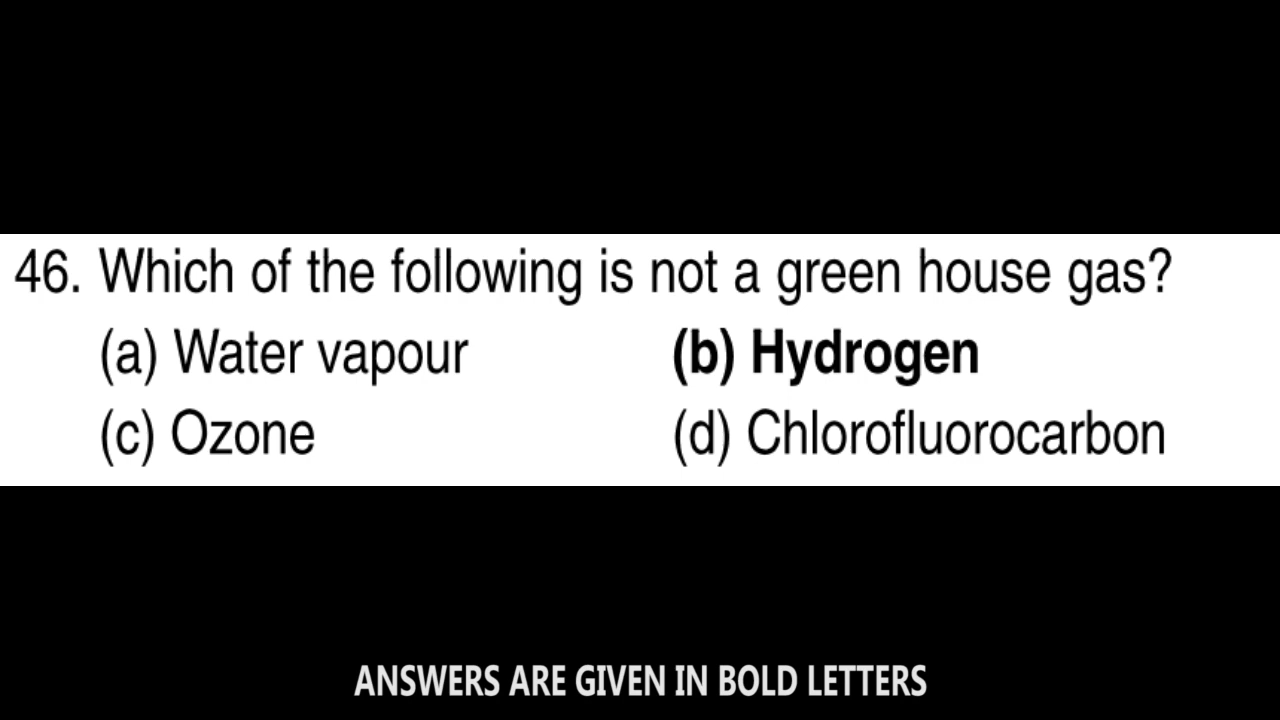 46. Which of the following is not a green house gas?
(a) Water vapour (b) Hydrogen
(c) Ozone (d) Chlorofluorocarbon
ANSWERS ARE GIVEN IN BOLD LETTERS